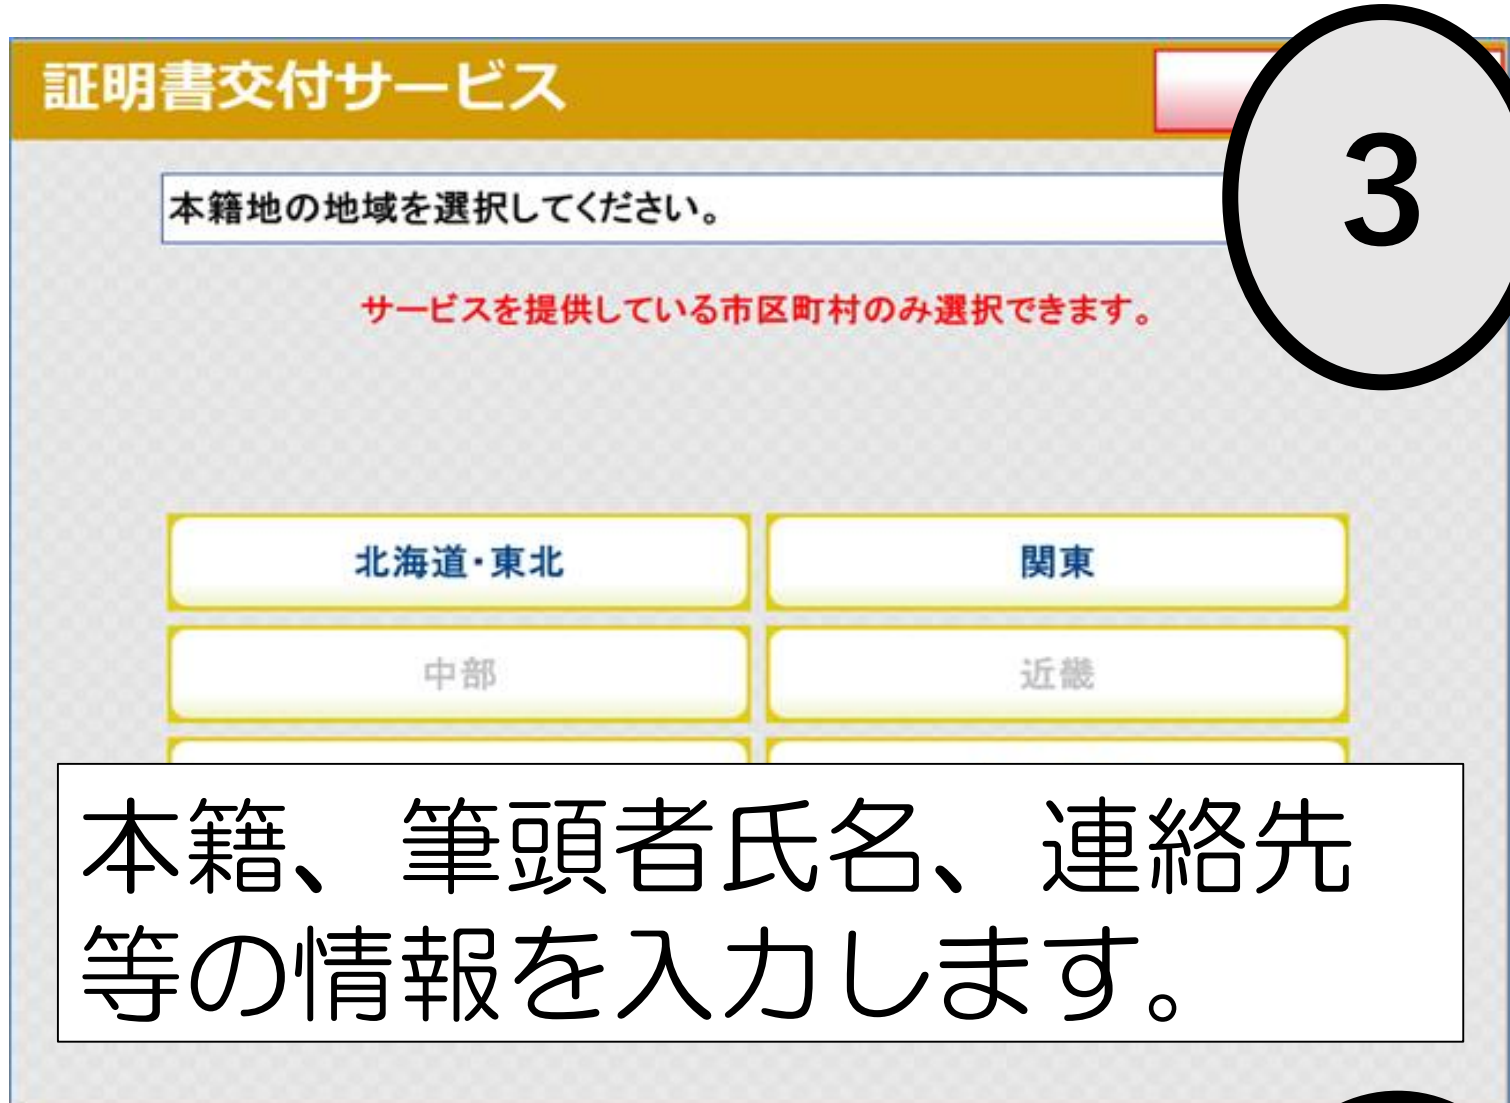 証明書交付サービス
3
本籍地の地域を選択してください。
サービスを提供している市区町村のみ選択できます。
北海道・東北
関東
中部
近畿
本籍、筆頭者氏名、連絡先
等の情報を入力します。